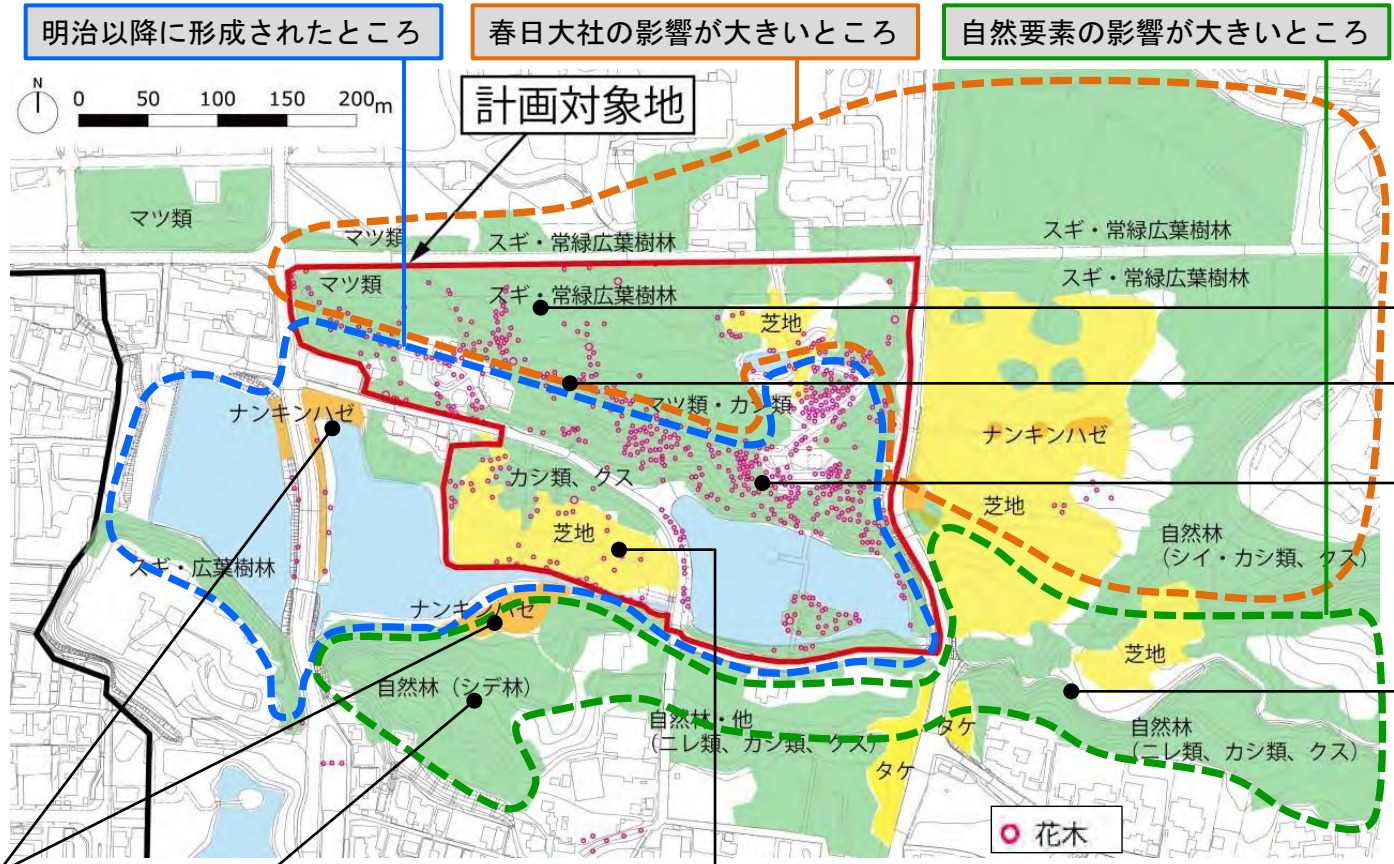 明治以降に形成されたところ
春日大社の影響が大きいところ
自然要素の影響が大きいところ
N
0 50 100 150 200m
計画対象地
マツ類
マツ類
スギ・常緑広葉樹林
スギ・常緑広葉樹林
マツ類
スギ・常緑広葉樹林
スギ・常緑広葉樹林
芝地
マツ類・カシ類
ナンキンハゼ
ナンキンハゼ
カシ類、クス
芝地
芝地
自然林
(シイ・カシ類、クス)
スギ・広葉樹林
ナンキンハゼ
芝地
自然林(シデ林)
自然林・他
(ニレ類、カシ類、クス)
タケ
自然林
(ニレ類、カシ類、クス)
タケ
花木